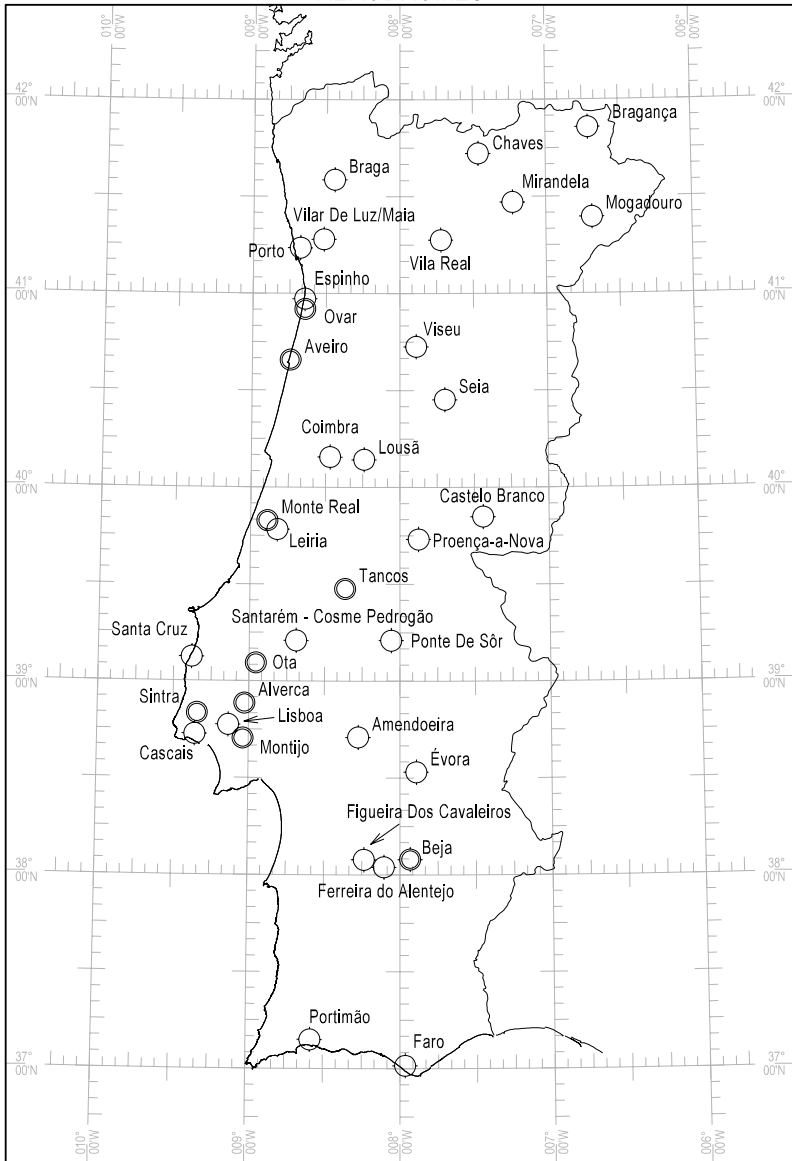 010°
00'W
009°
00'W
008°
00'W
007°
00'W
006°
00'W
42°
00'N
42°
00'N
Bragança
Chaves
Braga
Mirandela
Mogadouro
Vilar De Luz/Maia
Porto
Vila Real
41°
00'N
41°
00'N
Espinho
Ovar
Viseu
Aveiro
Seia
Coimbra
Lousã
40°
00'N
40°
00'N
Castelo Branco
Monte Real
Leiria
Proença-a-Nova
Tancos
Santa Cruz
Santarém - Cosme Pedrogão
Ponte De Sôr
39°
00'N
39°
00'N
Ota
Sintra
Alverca
Lisboa
Cascais
Montijo
Amendoeira
Évora
Figueira Dos Cavaleiros
Beja
38°
00'N
38°
00'N
Ferreira do Alentejo
Portimão
Faro
37°
00'N
37°
00'N
010°
00'W
009°
00'W
008°
00'W
007°
00'W
006°
00'W